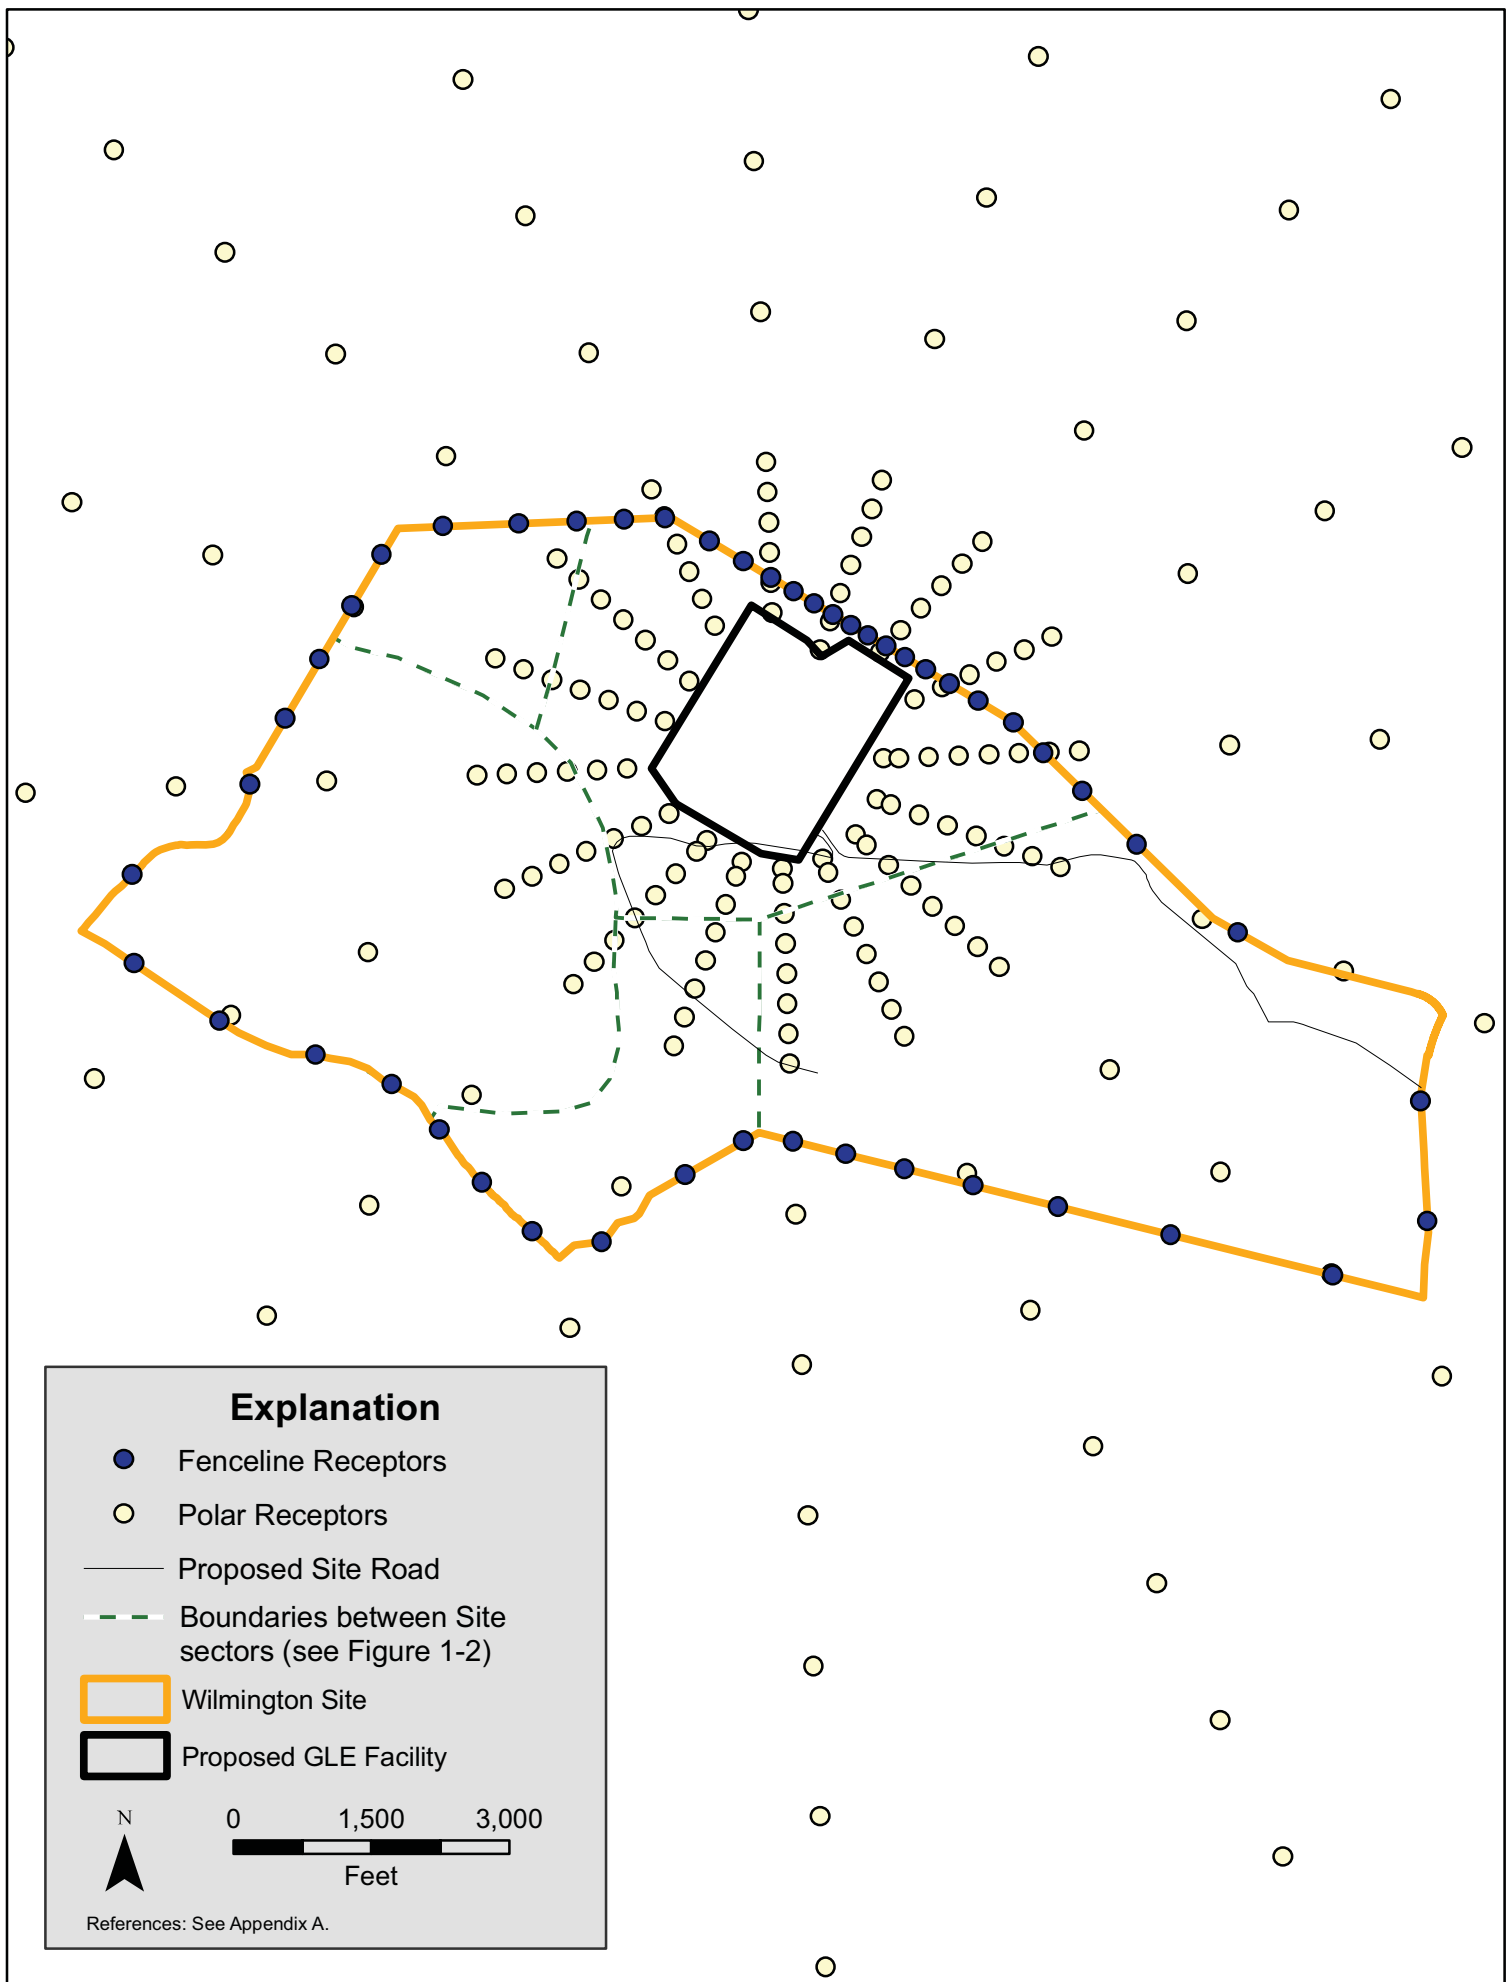 Explanation
Fenceline Receptors
Polar Receptors
Proposed Site Road
Boundaries between Site
sectors (see Figure 1-2)
Wilmington Site
Proposed GLE Facility
N
0 1,500 3,000
Feet
References: See Appendix A.